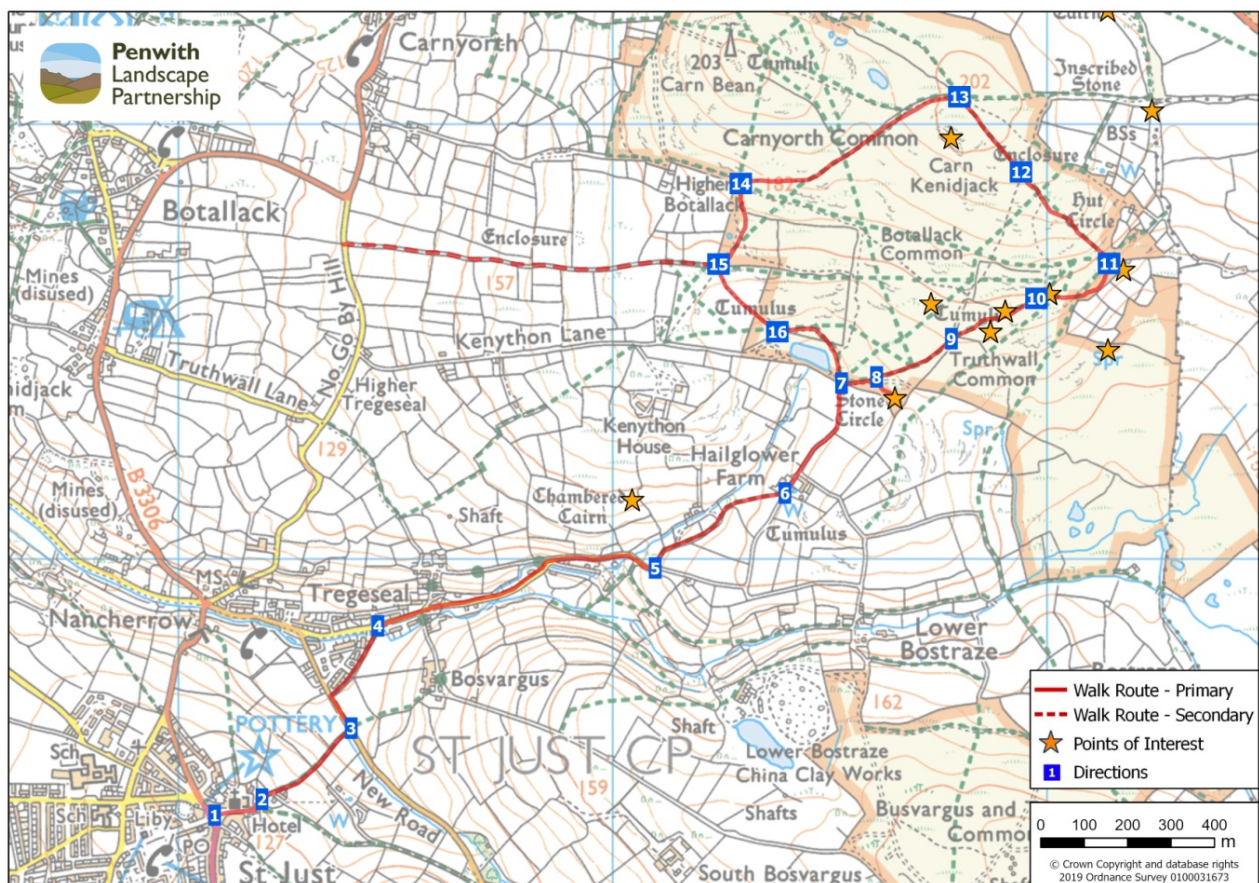 Penwith
Landscape
Partnership
Carnyorth
120
125
203
Tumuli
Carn Bean
202
13
Inscribed
Stone
BSs
W
Carnyorth Common
Carn
Kenidjack
Enclosure
12
14
182
Higher
Botallack
Hut
Circle
Botallack
Botallack
Common
Enclosure
157
15
11
10
Mines
(disused)
No Go By Hill
Tumulus
16
Kenython Lane
9
Truthwall
Common
8
7
Stone
Circle
Spr
Truthwall Lane
Higher
Tregeseal
129
Kenython
House
Hailglower
Farm
Spr
B 3306
Mines
(disused)
Shaft
Chambered
Cairn
6
W
Tumulus
5
MS
Tregeseal
Nancherrow
4
Lower
Bostraze
Bosvargus
162
Shaft
3
POTTERY
ST JUST CP
Lower Bostraze
China Clay Works
159
Shafts
Sch
Sch
Liby
1
2
Hotel
PO
127
W
New Road
St Just
South Bosvargus
Busvargus and
Common
Walk Route - Primary
Walk Route - Secondary
Points of Interest
1 Directions
0 100 200 300 400
m
© Crown Copyright and database rights
2019 Ordnance Survey 0100031673